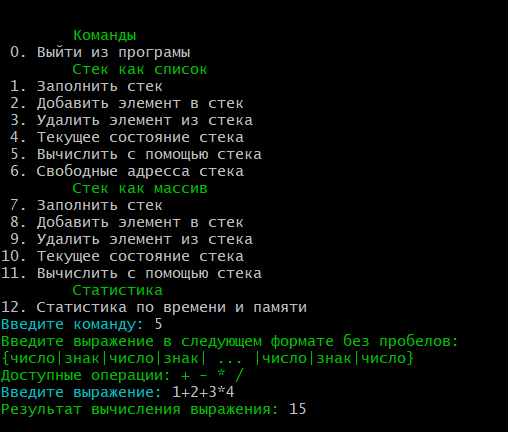 Команды
0. Выйти из програмы
Стек как список
1. Заполнить стек
2. Добавить элемент в стек
3. Удалить элемент из стека
4. Текущее состояние стека
5. Вычислить с помощью стека
6. Свободные адресса стека
Стек как массив
7. Заполнить стек
8. Добавить элемент в стек
9. Удалить элемент из стека
10. Текущее состояние стека
11. Вычислить с помощью стека
Статистика
12. Статистика по времени и памяти
Введите команду: 5
Введите выражение в следующем формате без пробелов:
{число|знак|число|знак| ... |число|знак|число}
Доступные операции: + - * /
Введите выражение: 1+2+3*4
Результат вычисления выражения: 15